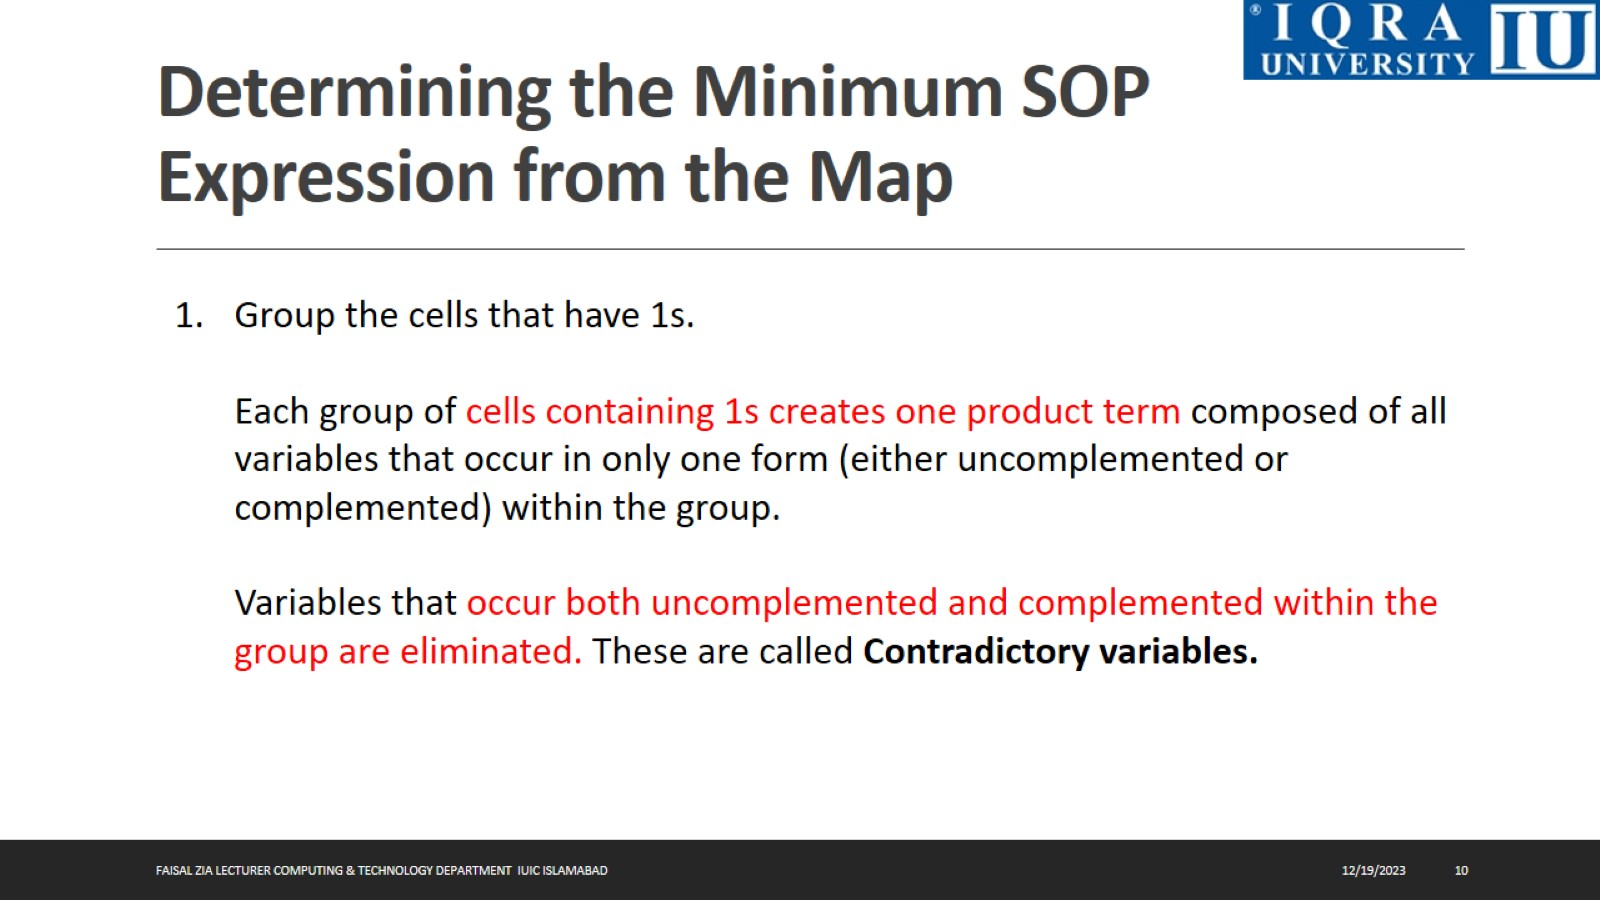 ® IQRA
UNIVERSITY IU
Determining the Minimum SOP
Expression from the Map
1. Group the cells that have 1s.
Each group of cells containing 1s creates one product term composed of all
variables that occur in only one form (either uncomplemented or
complemented) within the group.
Variables that occur both uncomplemented and complemented within the
group are eliminated. These are called Contradictory variables.
FAISAL ZIA LECTURER COMPUTING & TECHNOLOGY DEPARTMENT IUIC ISLAMABAD 12/19/2023 10